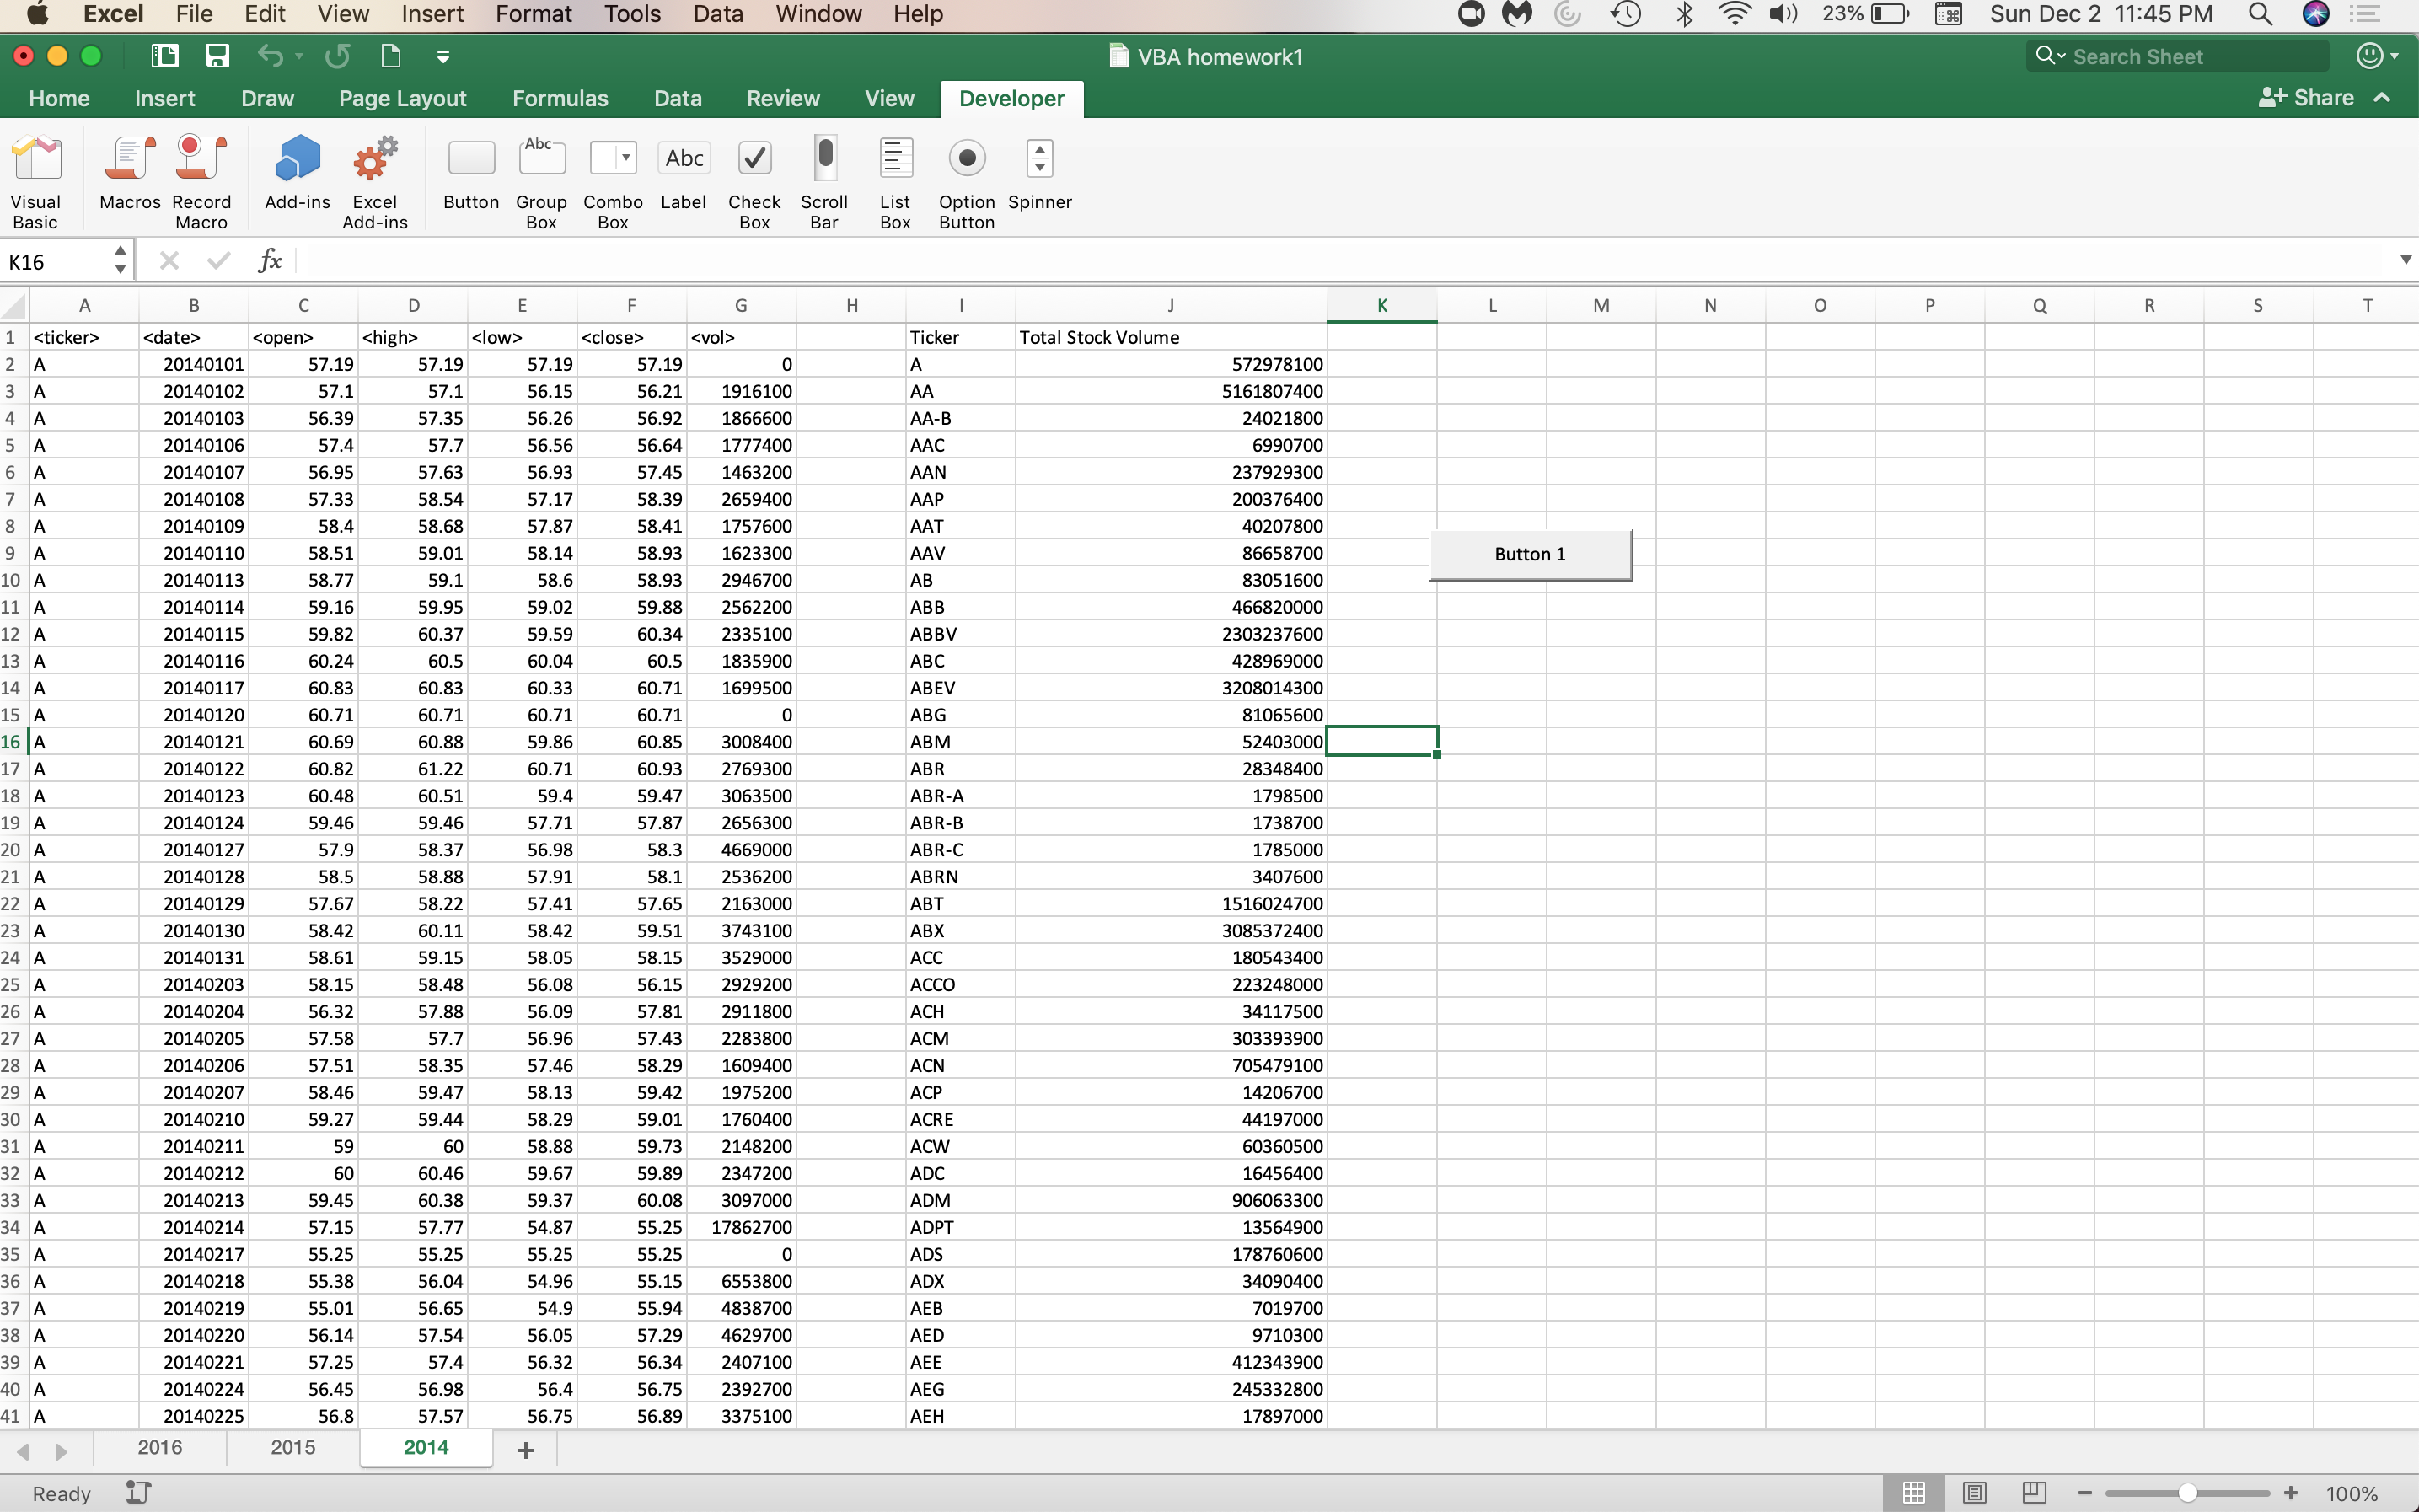 Excel File Edit View Insert Format Tools Data Window Help 23% Sun Dec 2 11:45 PM
VBA homework1 Search Sheet
Home Insert Draw Page Layout Formulas Data Review View Developer Share
Abc Abc
Visual Basic Macros Record Macro Add-ins Excel Add-ins Button Group Box Combo Box Label Check Box Scroll Bar List Box Option Button Spinner
K16 fx
A B C D E F G H I J K L M N O P Q R S T
1 <ticker> <date> <open> <high> <low> <close> <vol> Ticker Total Stock Volume
2 A 20140101 57.19 57.19 57.19 57.19 0 A 572978100
3 A 20140102 57.1 57.1 56.15 56.21 1916100 AA 5161807400
4 A 20140103 56.39 57.35 56.26 56.92 1866600 AA-B 24021800
5 A 20140106 57.4 57.7 56.56 56.64 1777400 AAC 6990700
6 A 20140107 56.95 57.63 56.93 57.45 1463200 AAN 237929300
7 A 20140108 57.33 58.54 57.17 58.39 2659400 AAP 200376400
8 A 20140109 58.4 58.68 57.87 58.41 1757600 AAT 40207800
9 A 20140110 58.51 59.01 58.14 58.93 1623300 AAV 86658700 Button 1
10 A 20140113 58.77 59.1 58.6 58.93 2946700 AB 83051600
11 A 20140114 59.16 59.95 59.02 59.88 2562200 ABB 466820000
12 A 20140115 59.82 60.37 59.59 60.34 2335100 ABBV 2303237600
13 A 20140116 60.24 60.5 60.04 60.5 1835900 ABC 428969000
14 A 20140117 60.83 60.83 60.33 60.71 1699500 ABEV 3208014300
15 A 20140120 60.71 60.71 60.71 60.71 0 ABG 81065600
16 A 20140121 60.69 60.88 59.86 60.85 3008400 ABM 52403000
17 A 20140122 60.82 61.22 60.71 60.93 2769300 ABR 28348400
18 A 20140123 60.48 60.51 59.4 59.47 3063500 ABR-A 1798500
19 A 20140124 59.46 59.46 57.71 57.87 2656300 ABR-B 1738700
20 A 20140127 57.9 58.37 56.98 58.3 4669000 ABR-C 1785000
21 A 20140128 58.5 58.88 57.91 58.1 2536200 ABRN 3407600
22 A 20140129 57.67 58.22 57.41 57.65 2163000 ABT 1516024700
23 A 20140130 58.42 60.11 58.42 59.51 3743100 ABX 3085372400
24 A 20140131 58.61 59.15 58.05 58.15 3529000 ACC 180543400
25 A 20140203 58.15 58.48 56.08 56.15 2929200 ACCO 223248000
26 A 20140204 56.32 57.88 56.09 57.81 2911800 ACH 34117500
27 A 20140205 57.58 57.7 56.96 57.43 2283800 ACM 303393900
28 A 20140206 57.51 58.35 57.46 58.29 1609400 ACN 705479100
29 A 20140207 58.46 59.47 58.13 59.42 1975200 ACP 14206700
30 A 20140210 59.27 59.44 58.29 59.01 1760400 ACRE 44197000
31 A 20140211 59 60 58.88 59.73 2148200 ACW 60360500
32 A 20140212 60 60.46 59.67 59.89 2347200 ADC 16456400
33 A 20140213 59.45 60.38 59.37 60.08 3097000 ADM 906063300
34 A 20140214 57.15 57.77 54.87 55.25 17862700 ADPT 13564900
35 A 20140217 55.25 55.25 55.25 55.25 0 ADS 178760600
36 A 20140218 55.38 56.04 54.96 55.15 6553800 ADX 34090400
37 A 20140219 55.01 56.65 54.9 55.94 4838700 AEB 7019700
38 A 20140220 56.14 57.54 56.05 57.29 4629700 AED 9710300
39 A 20140221 57.25 57.4 56.32 56.34 2407100 AEE 412343900
40 A 20140224 56.45 56.98 56.4 56.75 2392700 AEG 245332800
41 A 20140225 56.8 57.57 56.75 56.89 3375100 AEH 17897000
2016 2015 2014 +
Ready 100%